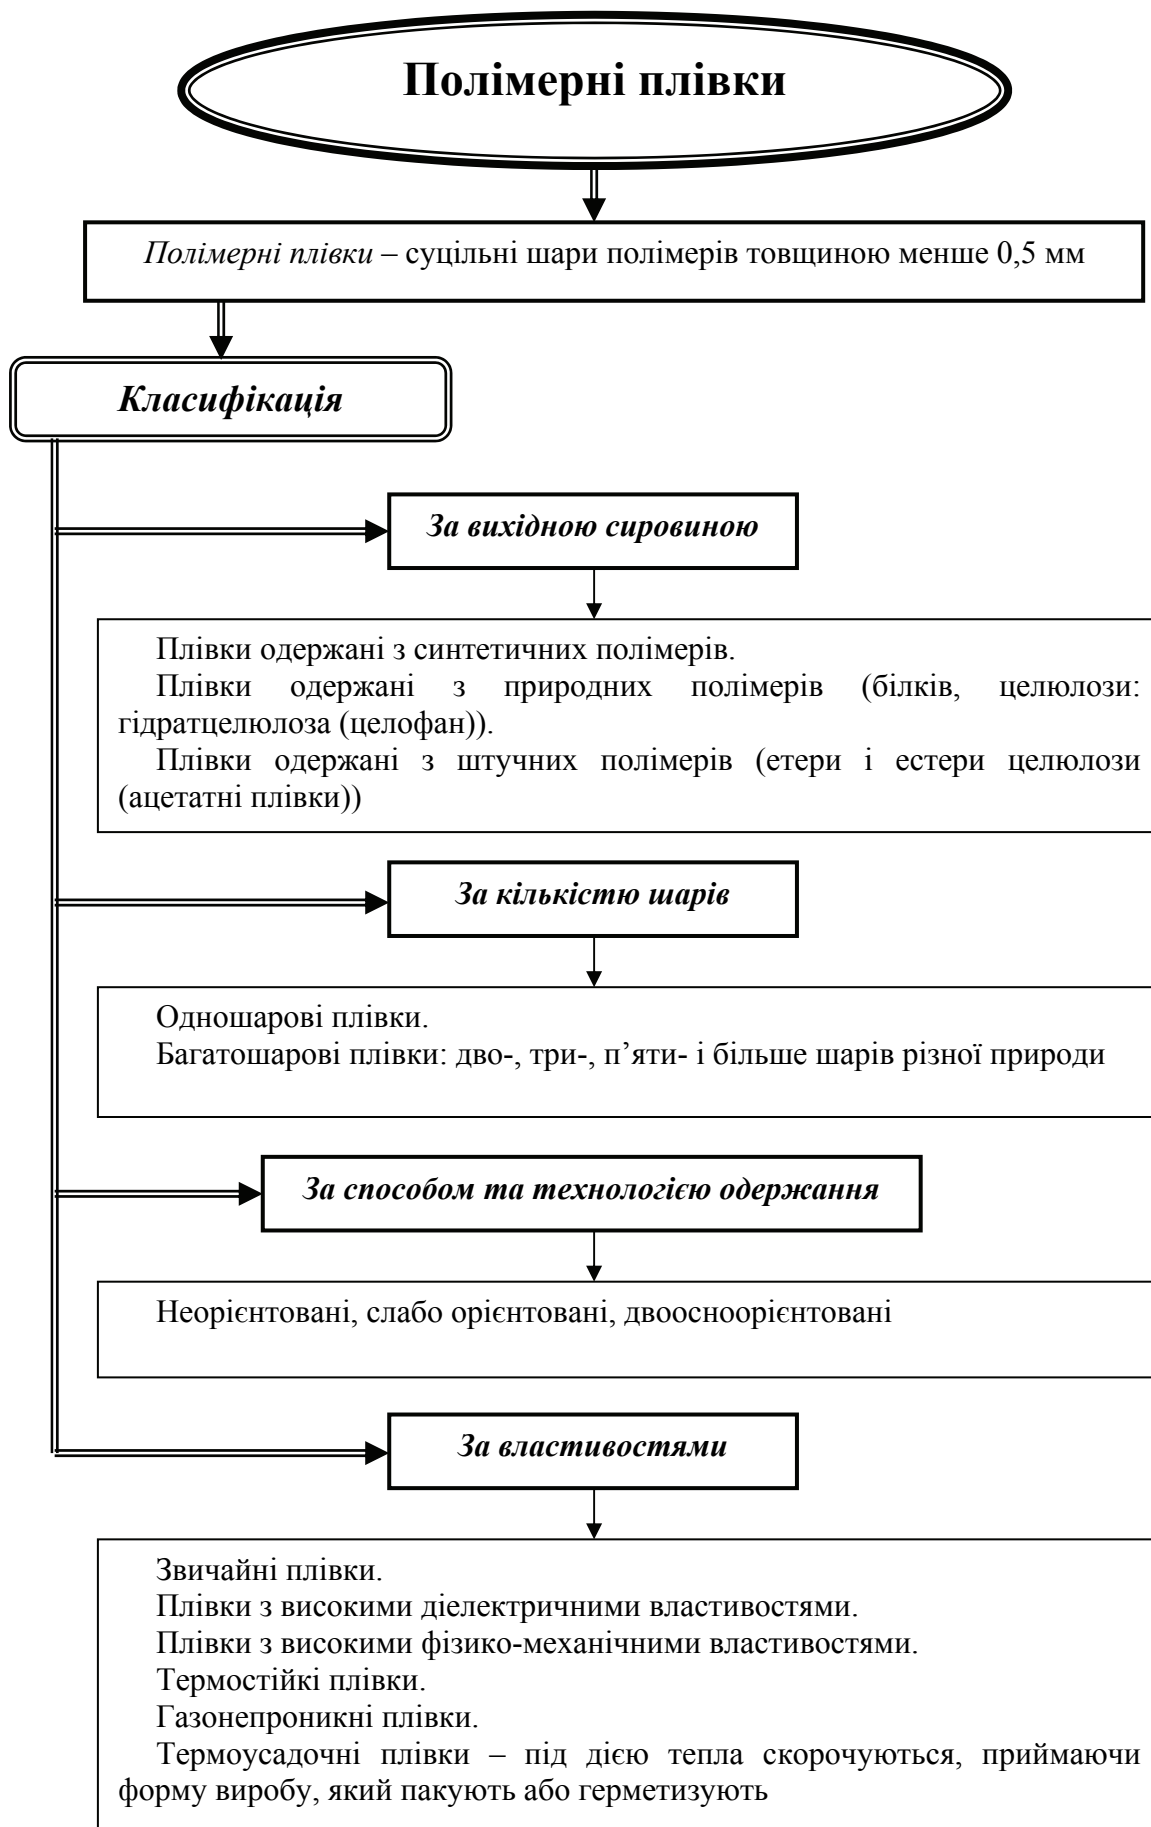 Полімерні плівки
Полімерні плівки – суцільні шари полімерів товщиною менше 0,5 мм
Класифікація
За вихідною сировиною
Плівки одержані з синтетичних полімерів.
Плівки одержані з природних полімерів (білків, целюлози:
гідратцелюлоза (целофан)).
Плівки одержані з штучних полімерів (етери і естери целюлози
(ацетатні плівки))
За кількістю шарів
Одношарові плівки.
Багатошарові плівки: дво-, три-, п’яти- і більше шарів різної природи
За способом та технологією одержання
Неорієнтовані, слабо орієнтовані, двоосноорієнтовані
За властивостями
Звичайні плівки.
Плівки з високими діелектричними властивостями.
Плівки з високими фізико-механічними властивостями.
Термостійкі плівки.
Газонепроникні плівки.
Термоусадочні плівки – під дією тепла скорочуються, приймаючи
форму виробу, який пакують або герметизують